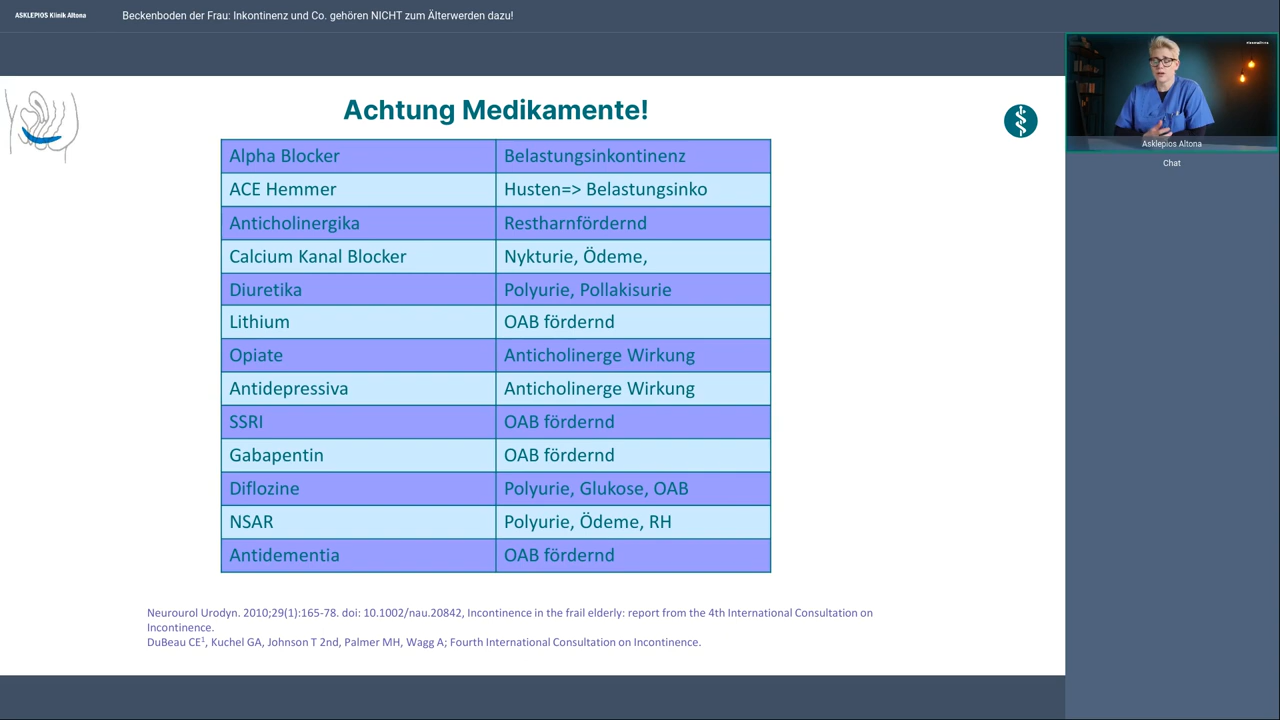 ASKLEPIOS Klinik Altona
Beckenboden der Frau: Inkontinenz und Co. gehören NICHT zum Älterwerden dazu!
Achtung Medikamente!
Alpha Blocker Belastungsinkontinenz
ACE Hemmer Husten=> Belastungsinko
Anticholinergika Restharnfördernd
Calcium Kanal Blocker Nykturie, Ödeme,
Diuretika Polyurie, Pollakisurie
Lithium OAB fördernd
Opiate Anticholinerge Wirkung
Antidepressiva Anticholinerge Wirkung
SSRI OAB fördernd
Gabapentin OAB fördernd
Diflozine Polyurie, Glukose, OAB
NSAR Polyurie, Ödeme, RH
Antidementia OAB fördernd
Neurourol Urodyn. 2010;29(1):165-78. doi: 10.1002/nau.20842, Incontinence in the frail elderly: report from the 4th International Consultation on
Incontinence.
DuBeau CE¹, Kuchel GA, Johnson T 2nd, Palmer MH, Wagg A; Fourth International Consultation on Incontinence.
Asklepios Altona
Chat